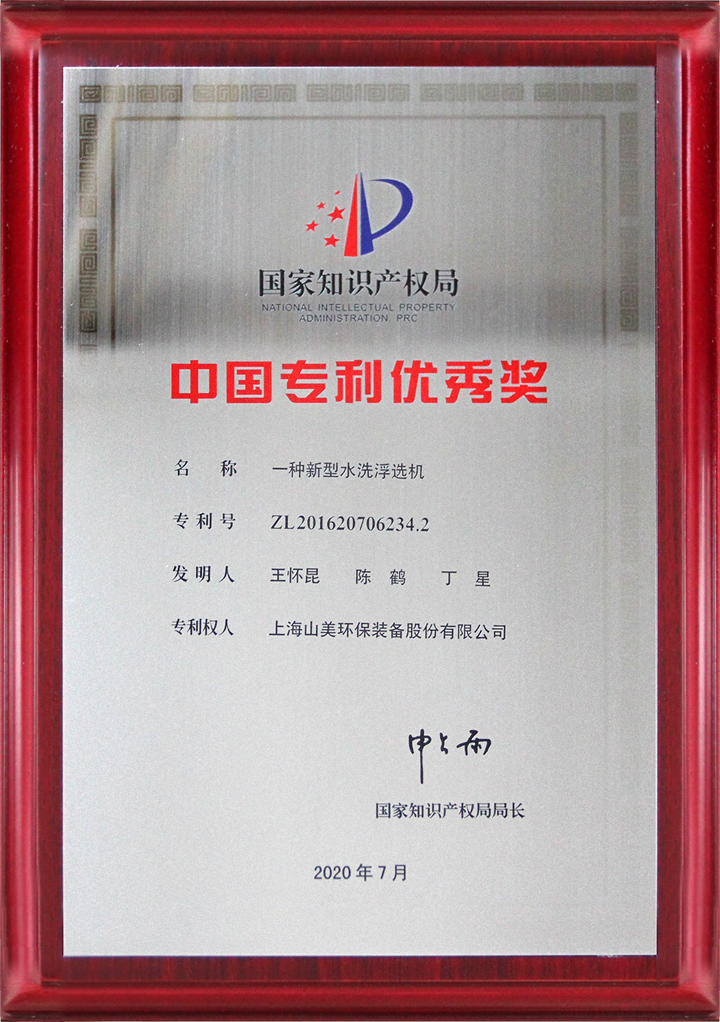 国家知识产权局
NATIONAL INTELLECTUAL PROPERTY
ADMINISTRATION, PRC
中国专利优秀奖
名 称 一种新型水洗浮选机
专利号 ZL201620706234.2
发明人 王怀昆 陈鹤 丁星
专利权人 上海山美环保装备股份有限公司
申长雨
国家知识产权局局长
2020年7月